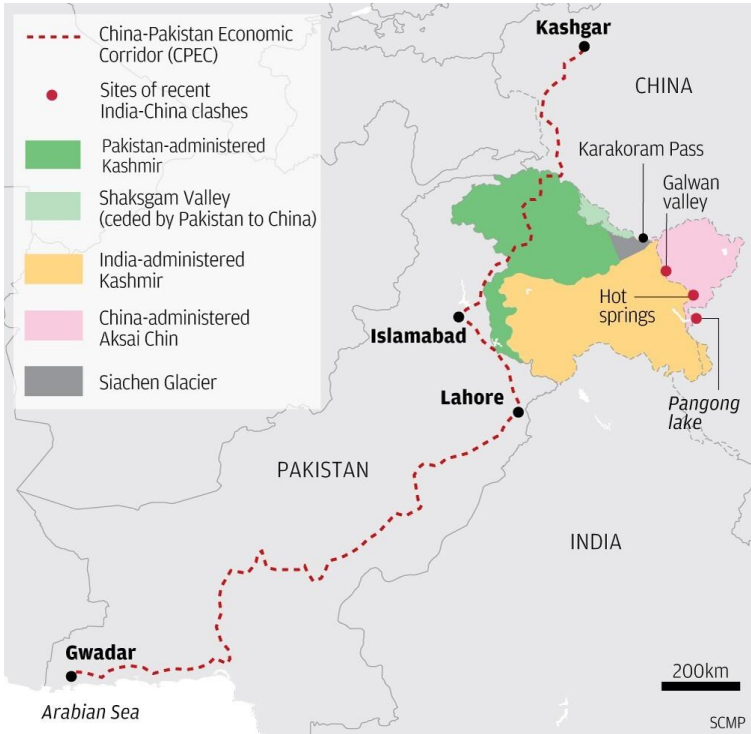 China-Pakistan Economic
Corridor (CPEC)
Sites of recent
India-China clashes
Pakistan-administered
Kashmir
Shaksgam Valley
(ceded by Pakistan to China)
India-administered
Kashmir
China-administered
Aksai Chin
Siachen Glacier
Kashgar
CHINA
Karakoram Pass
Galwan
valley
Hot
springs
Islamabad
Lahore
Pangong
lake
PAKISTAN
INDIA
Gwadar
Arabian Sea
200km
SCMP